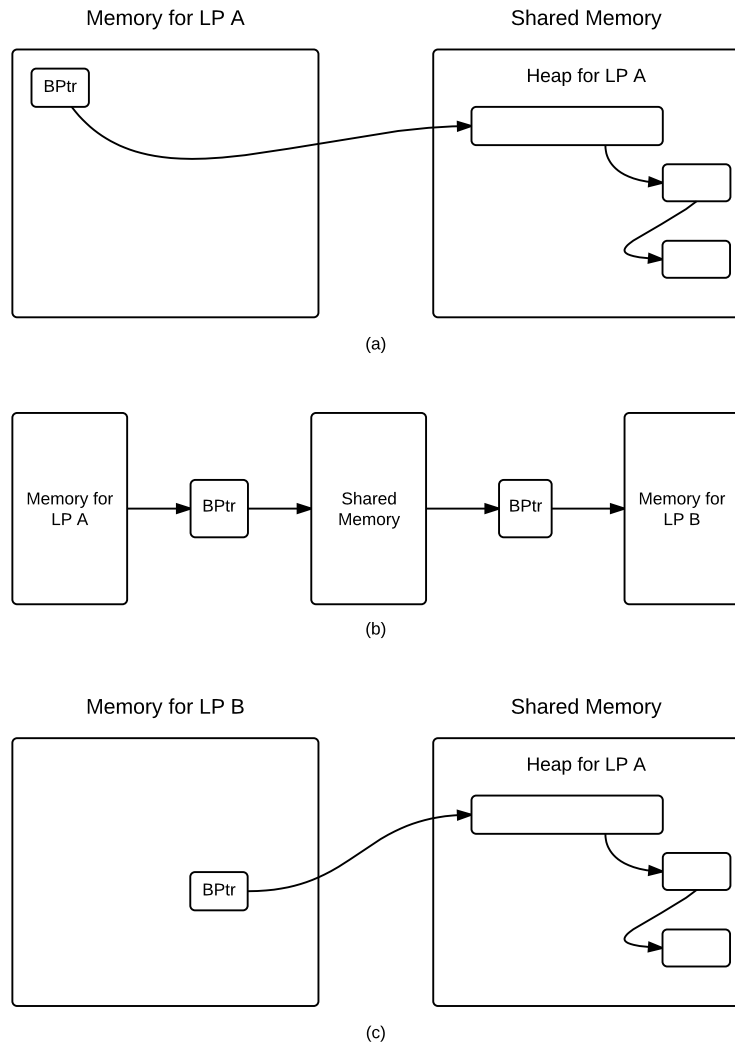 Memory for LP A
Shared Memory
BPtr
Heap for LP A
(a)
Memory for
LP A
BPtr
Shared
Memory
BPtr
Memory for
LP B
(b)
Memory for LP B
Shared Memory
Heap for LP A
BPtr
(c)